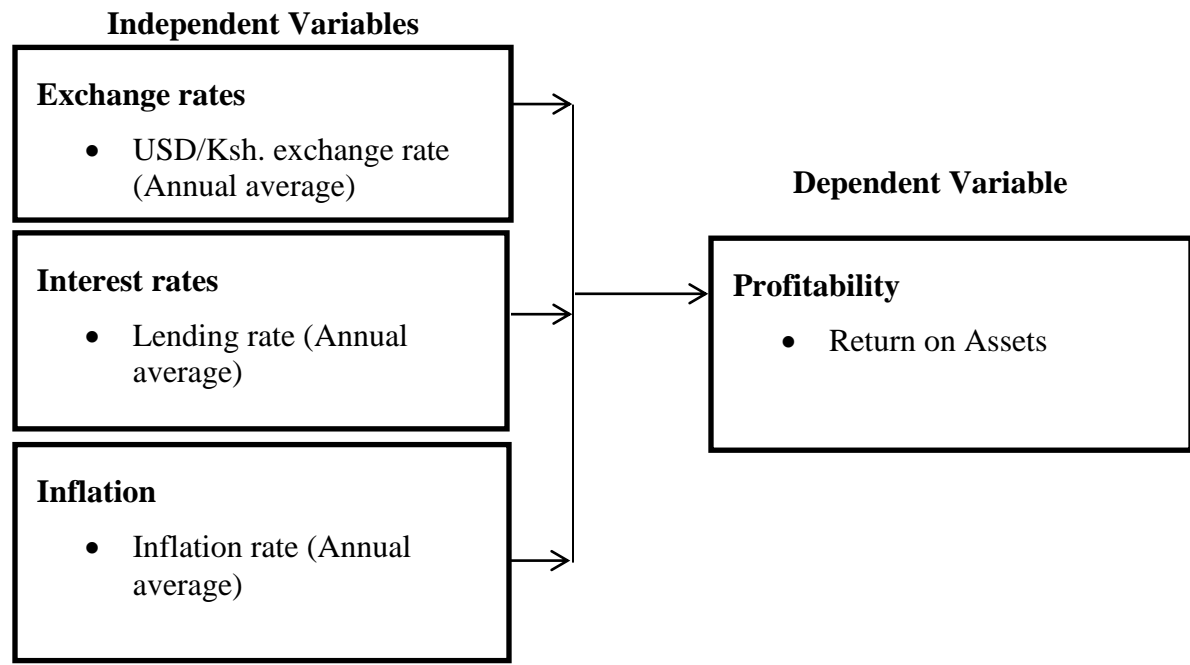 Independent Variables
Exchange rates
• USD/Ksh. exchange rate
(Annual average)
Interest rates
• Lending rate (Annual
average)
Inflation
• Inflation rate (Annual
average)
Dependent Variable
Profitability
• Return on Assets